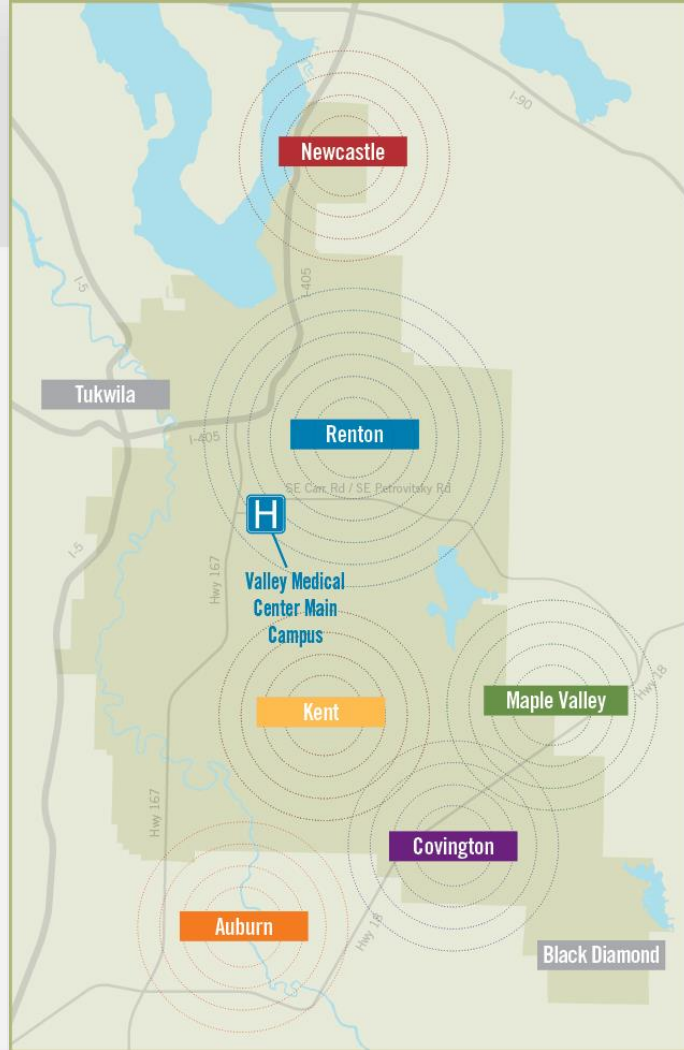 I-90
Newcastle
I-5
I-405
Tukwila
Renton
I-405
SE Carr Rd / SE Petrovitsky Rd
H
I-5
Hwy 167
Valley Medical
Center Main
Campus
Hwy 18
Maple Valley
Kent
Hwy 167
Covington
Auburn
Hwy 18
Black Diamond